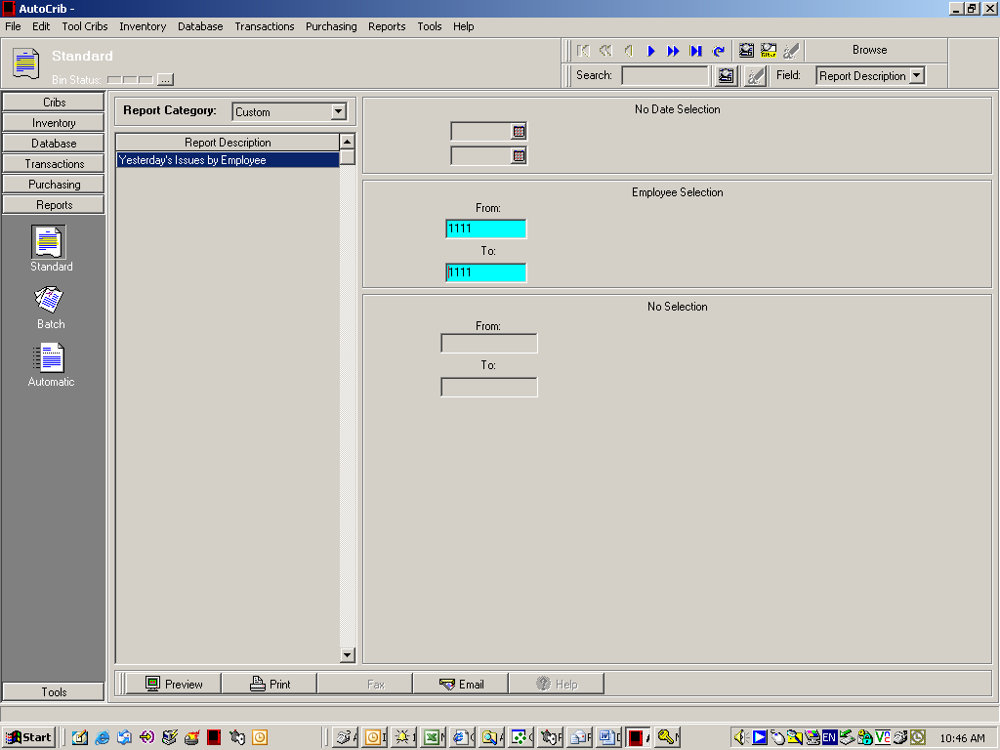 AutoCrib -
File Edit Tool Cribs Inventory Database Transactions Purchasing Reports Tools Help
Standard
Bin Status: ...
Browse
Search: Field: Report Description
Cribs
Inventory
Database
Transactions
Purchasing
Reports
Standard
Batch
Automatic
Tools
Report Category: Custom
Report Description
Yesterday's Issues by Employee
No Date Selection
Employee Selection
From:
1111
To:
1111
No Selection
From:
To:
Preview Print Fax Email Help
Start EN 10:46 AM